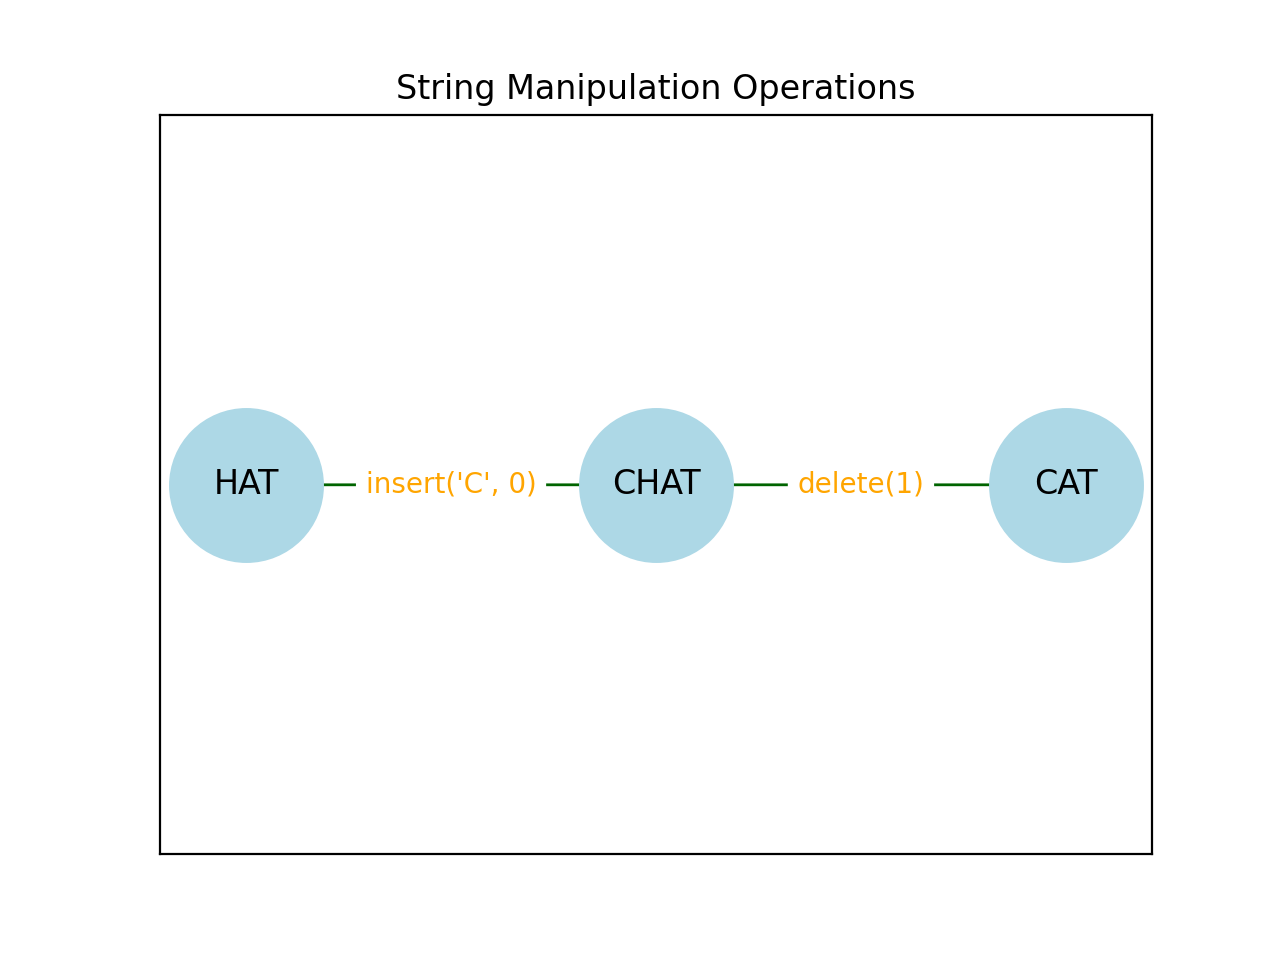 String Manipulation Operations
HAT insert('C', 0) CHAT delete(1) CAT